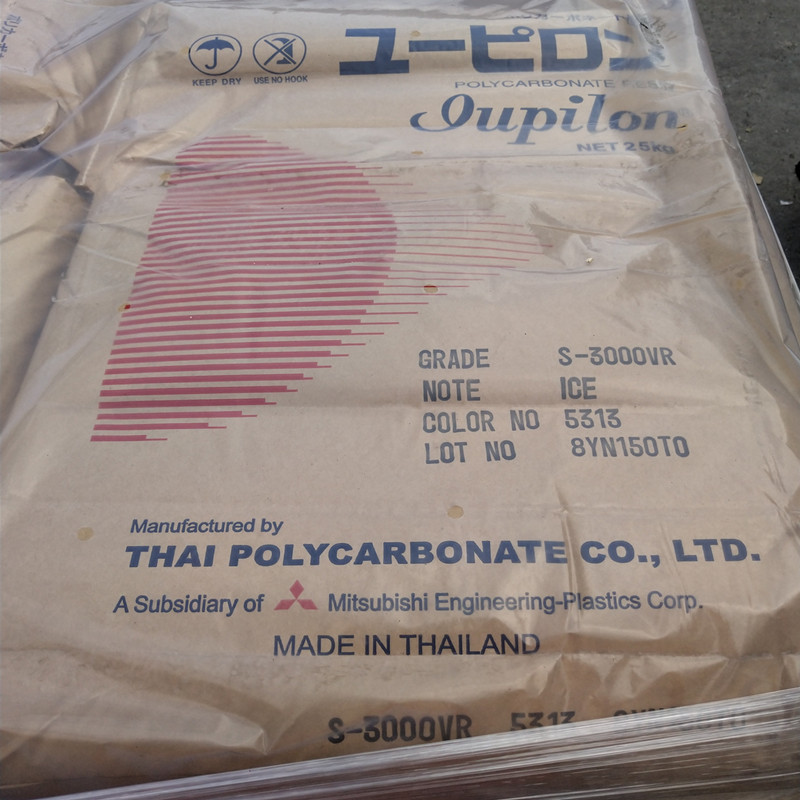 ユーピロン
KEEP DRY
USE NO HOOK
POLYCARBONATE
Iupilon
NET 25KG
GRADE S-3000VR
NOTE ICE
COLOR NO 5313
LOT NO 8YN150T0
Manufactured by
THAI POLYCARBONATE CO., LTD.
A Subsidiary of Mitsubishi Engineering-Plastics Corp.
MADE IN THAILAND
S-3000VR 5313